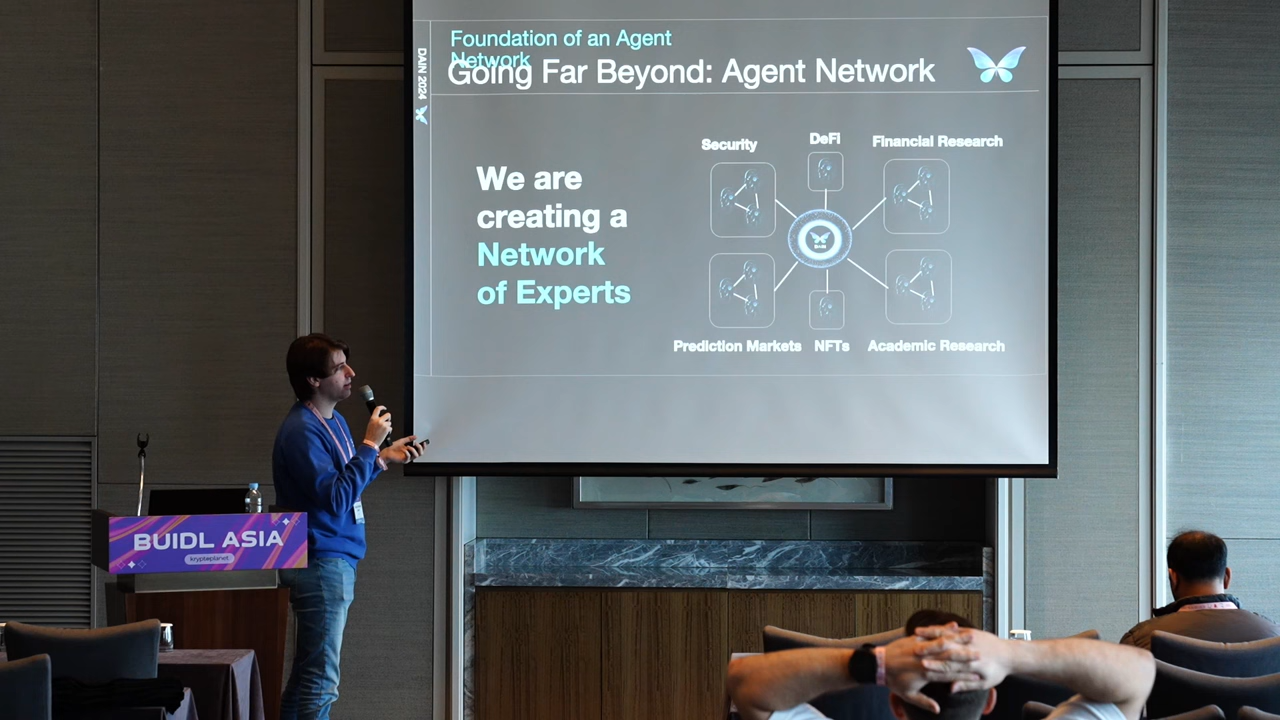 Foundation of an Agent
Network
Going Far Beyond: Agent Network
DAIN 2024
Security
DeFi
Financial Research
We are
creating a
Network
of Experts
Prediction Markets
NFTs
Academic Research
BUIDL ASIA
kryptoplanet